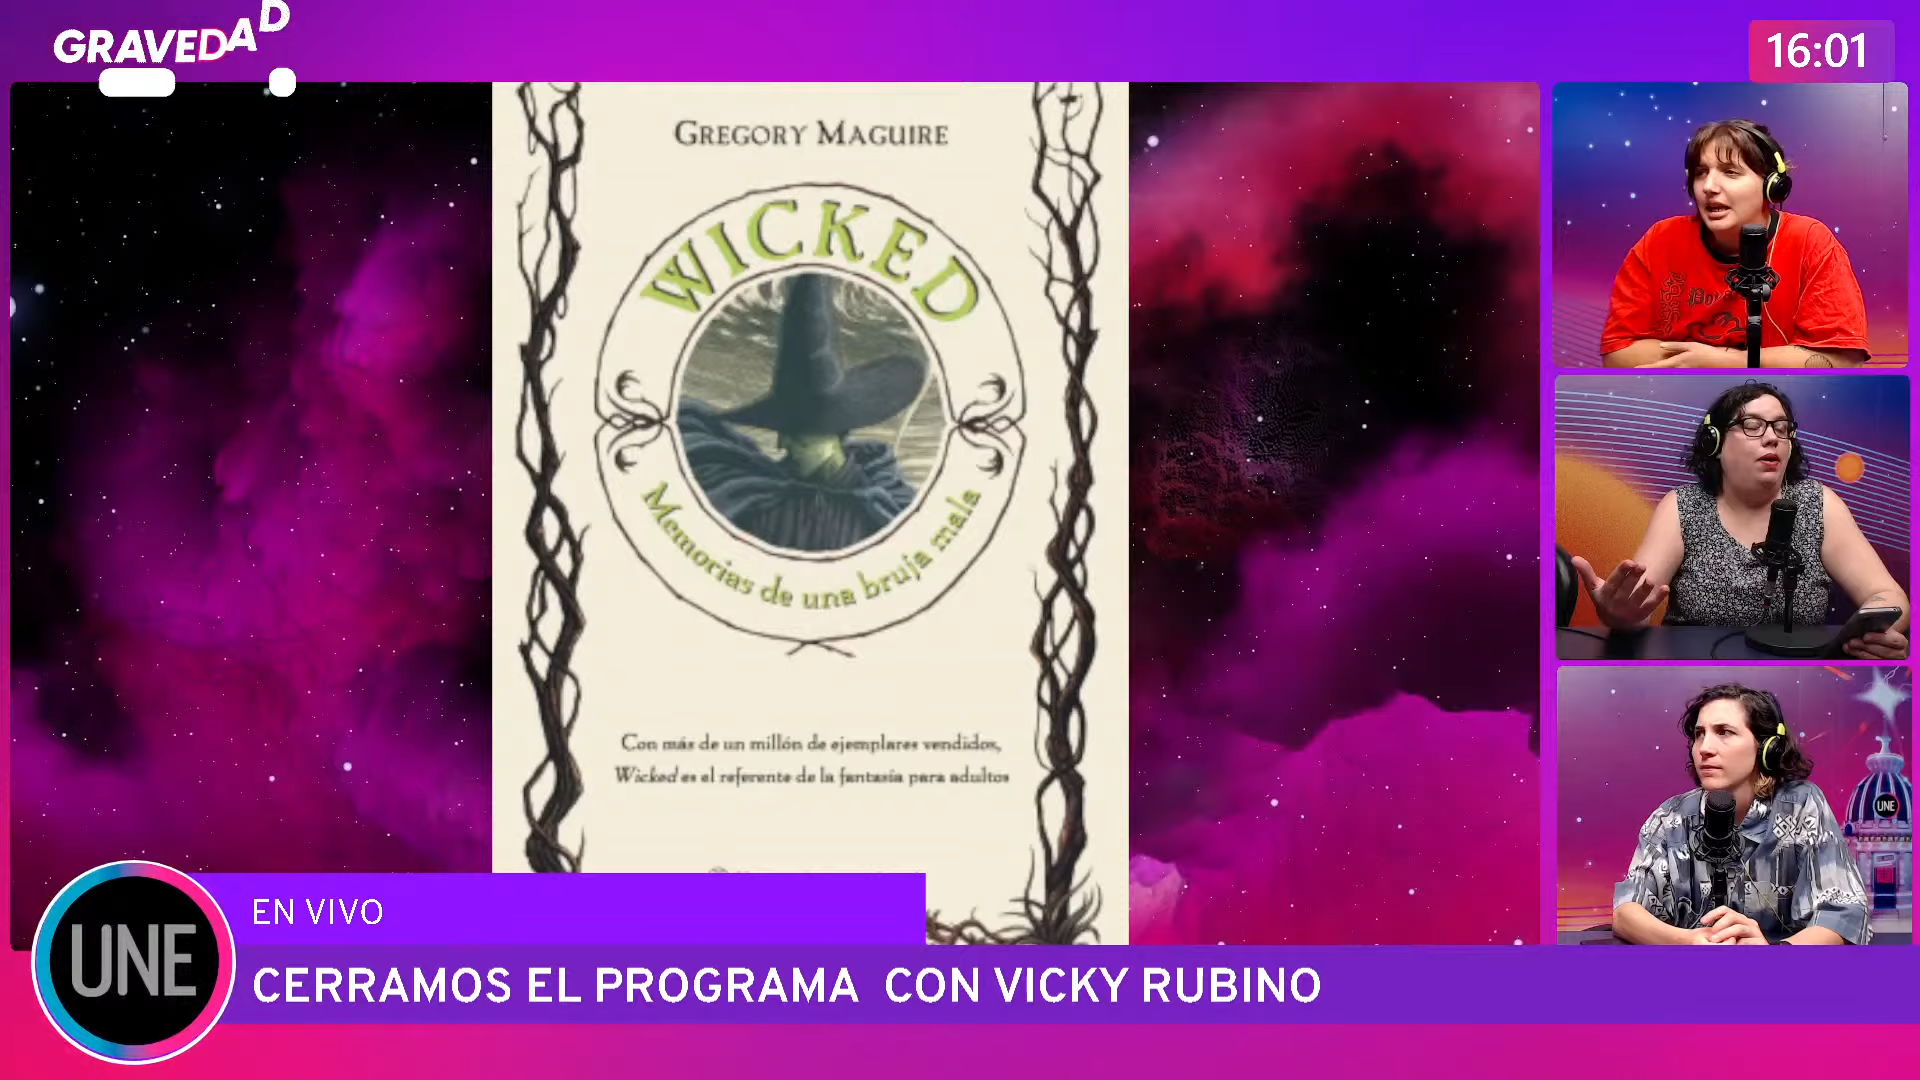 GRAVEDAD
16:01
GREGORY MAGUIRE
WICKED
Memorias de una bruja mala
Con más de un millón de ejemplares vendidos,
Wicked es el referente de la fantasía para adultos
UNE
EN VIVO
UNE
CERRAMOS EL PROGRAMA CON VICKY RUBINO